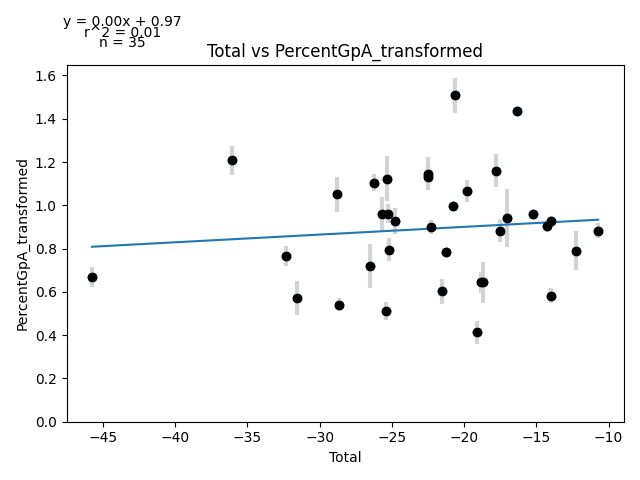 y = 0.00x + 0.97
r^2 = 0.01
n = 35
Total vs PercentGpA_transformed
PercentGpA_transformed
1.6
1.4
1.2
1.0
0.8
0.6
0.4
0.2
0.0
−45 −40 −35 −30 −25 −20 −15 −10
Total